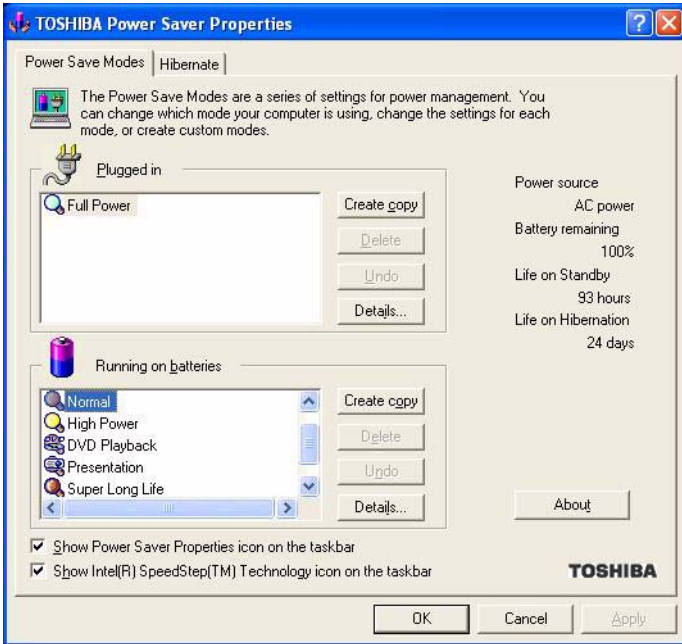 TOSHIBA Power Saver Properties
Power Save Modes
Hibernate
The Power Save Modes are a series of settings for power management. You
can change which mode your computer is using, change the settings for each
mode, or create custom modes.
Plugged in
Full Power
Create copy
Delete
Undo
Details...
Running on batteries
Normal
High Power
DVD Playback
Presentation
Super Long Life
Create copy
Delete
Undo
Details...
Power source
AC power
Battery remaining
100%
Life on Standby
93 hours
Life on Hibernation
24 days
About
Show Power Saver Properties icon on the taskbar
Show Intel(R) SpeedStep(TM) Technology icon on the taskbar
TOSHIBA
OK
Cancel
Apply